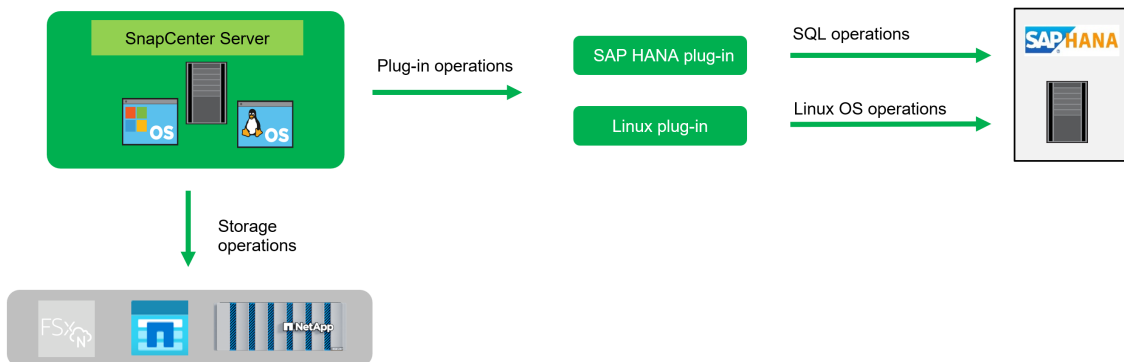 SnapCenter Server
OS
OS
Plug-in operations
SAP HANA plug-in
Linux plug-in
SQL operations
Linux OS operations
SAP HANA
Storage
operations
FSx
N
n NetApp